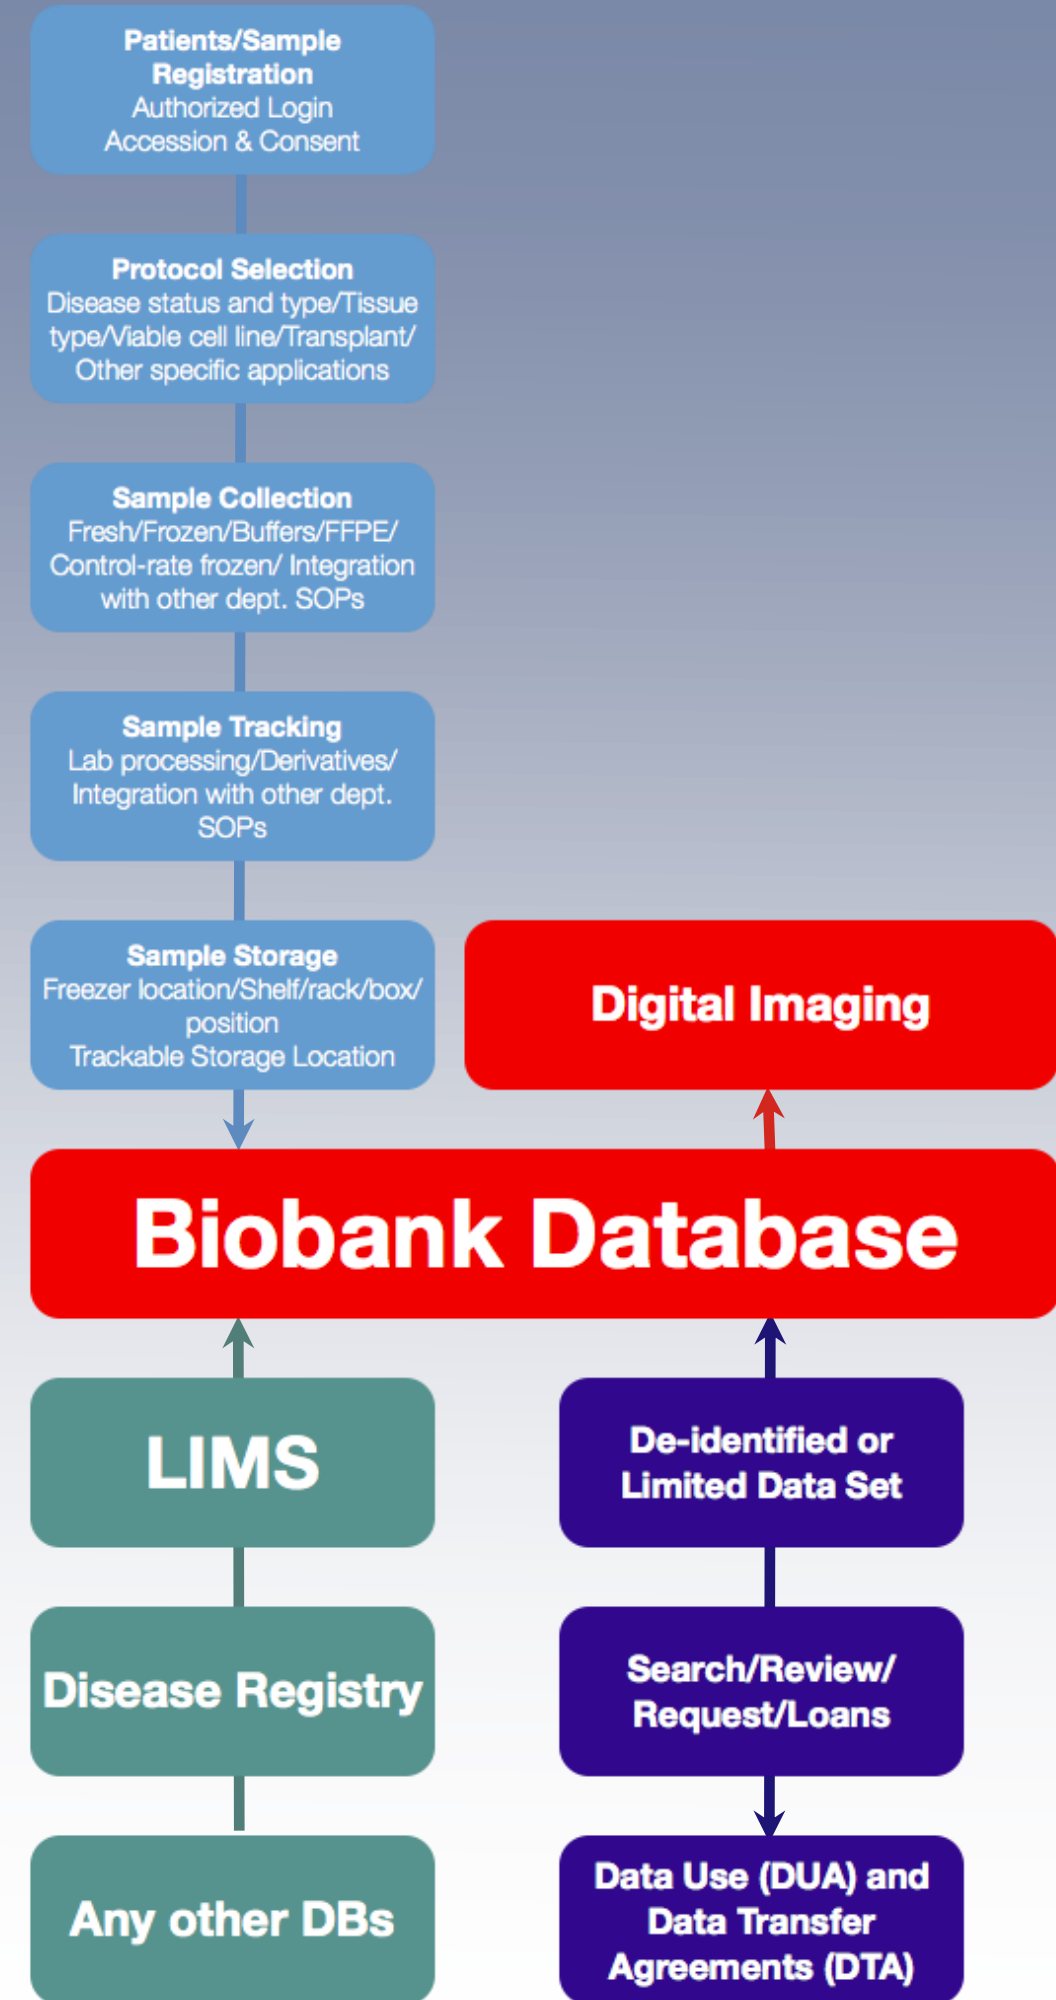 Patients/Sample
Registration
Authorized Login
Accession & Consent
Protocol Selection
Disease status and type/Tissue
type/Viable cell line/Transplant/
Other specific applications
Sample Collection
Fresh/Frozen/Buffers/FFPE/
Control-rate frozen/ Integration
with other dept. SOPs
Sample Tracking
Lab processing/Derivatives/
Integration with other dept.
SOPs
Sample Storage
Freezer location/Shelf/rack/box/
position
Trackable Storage Location
Digital Imaging
Biobank Database
LIMS
Disease Registry
Any other DBs
De-identified or
Limited Data Set
Search/Review/
Request/Loans
Data Use (DUA) and
Data Transfer
Agreements (DTA)